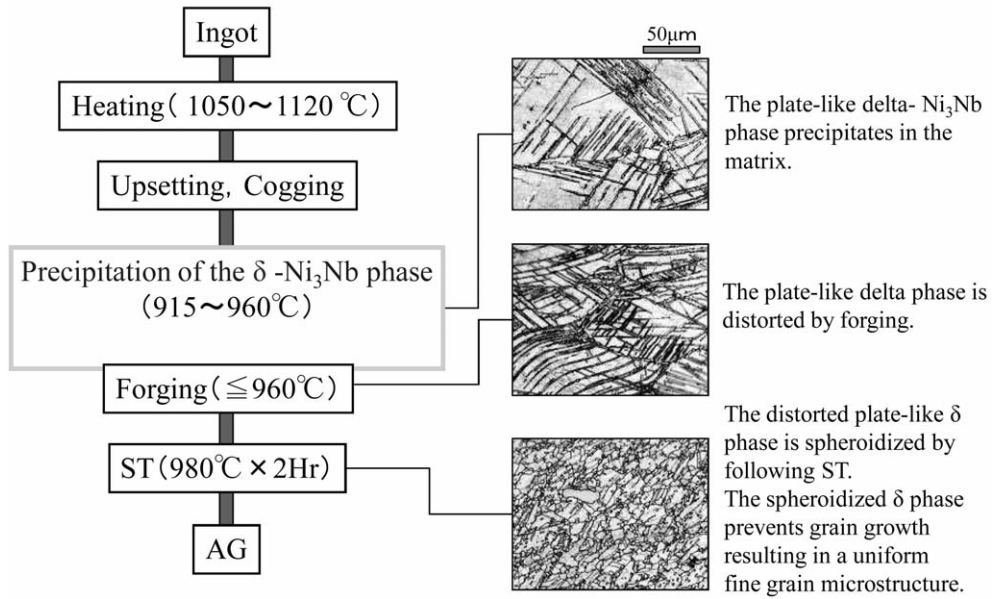 Ingot
Heating( 1050～1120 ℃)
Upsetting, Cogging
Precipitation of the δ -Ni₃Nb phase
(915～960℃)
Forging(≦960℃)
ST(980℃ × 2Hr)
AG
50μm
The plate-like delta- Ni₃Nb
phase precipitates in the
matrix.
The plate-like delta phase is
distorted by forging.
The distorted plate-like δ
phase is spheroidized by
following ST.
The spheroidized δ phase
prevents grain growth
resulting in a uniform
fine grain microstructure.